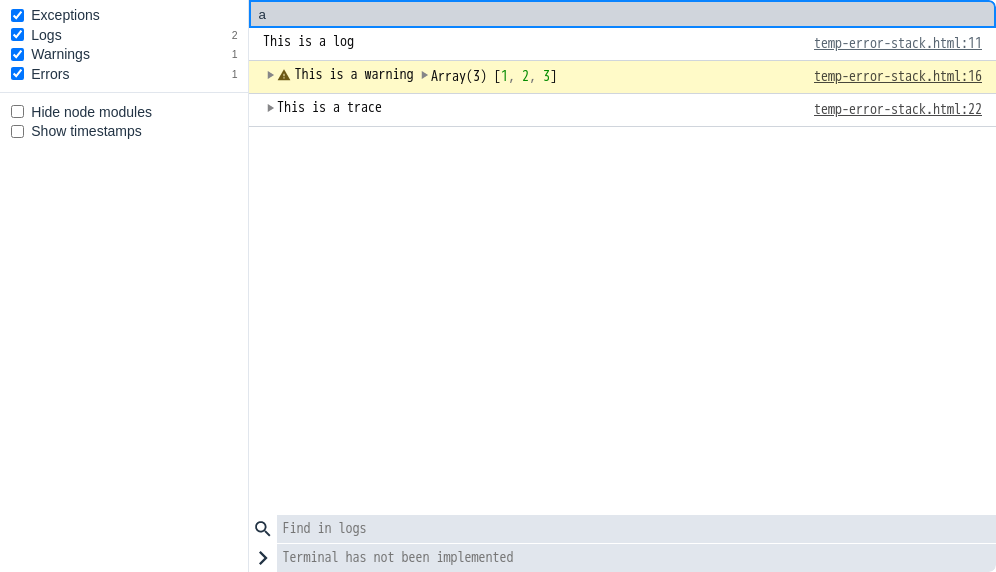 Exceptions
Logs 2
Warnings 1
Errors 1
Hide node modules
Show timestamps
a
This is a log temp-error-stack.html:11
This is a warning Array(3) [1, 2, 3] temp-error-stack.html:16
This is a trace temp-error-stack.html:22
Find in logs
Terminal has not been implemented